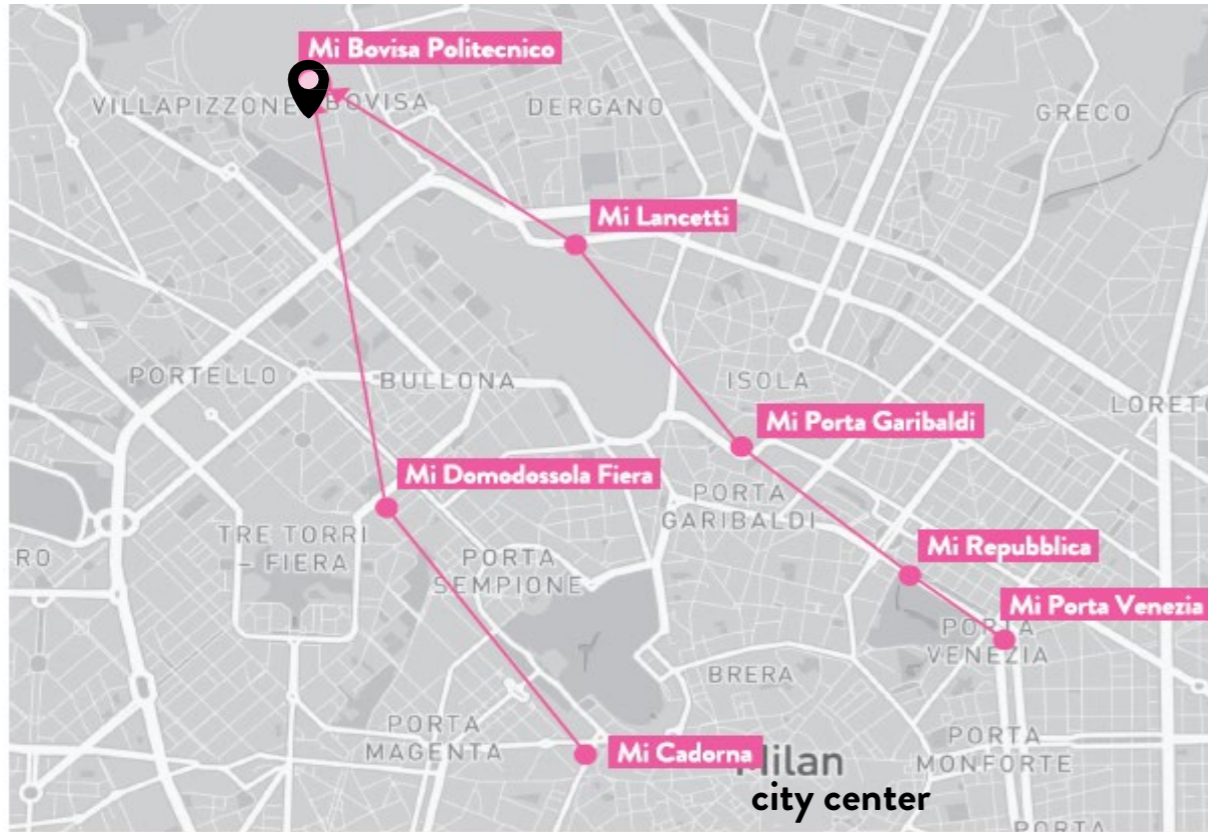 Mi Bovisa Politecnico
VILLAPIZZONE
BOVISA
DERGANO
GRECO
Mi Lancetti
PORTELLO
BULLONA
ISOLA
LORETO
Mi Porta Garibaldi
Mi Domodossola Fiera
PORTA
GARIBALDI
TRE TORRI
– FIERA
RO
PORTA
SEMPIONE
Mi Repubblica
Mi Porta Venezia
PORTA
VENEZIA
BRERA
PORTA
MAGENTA
Mi Cadorna
Milan
city center
PORTA
MONFORTE
PORTA